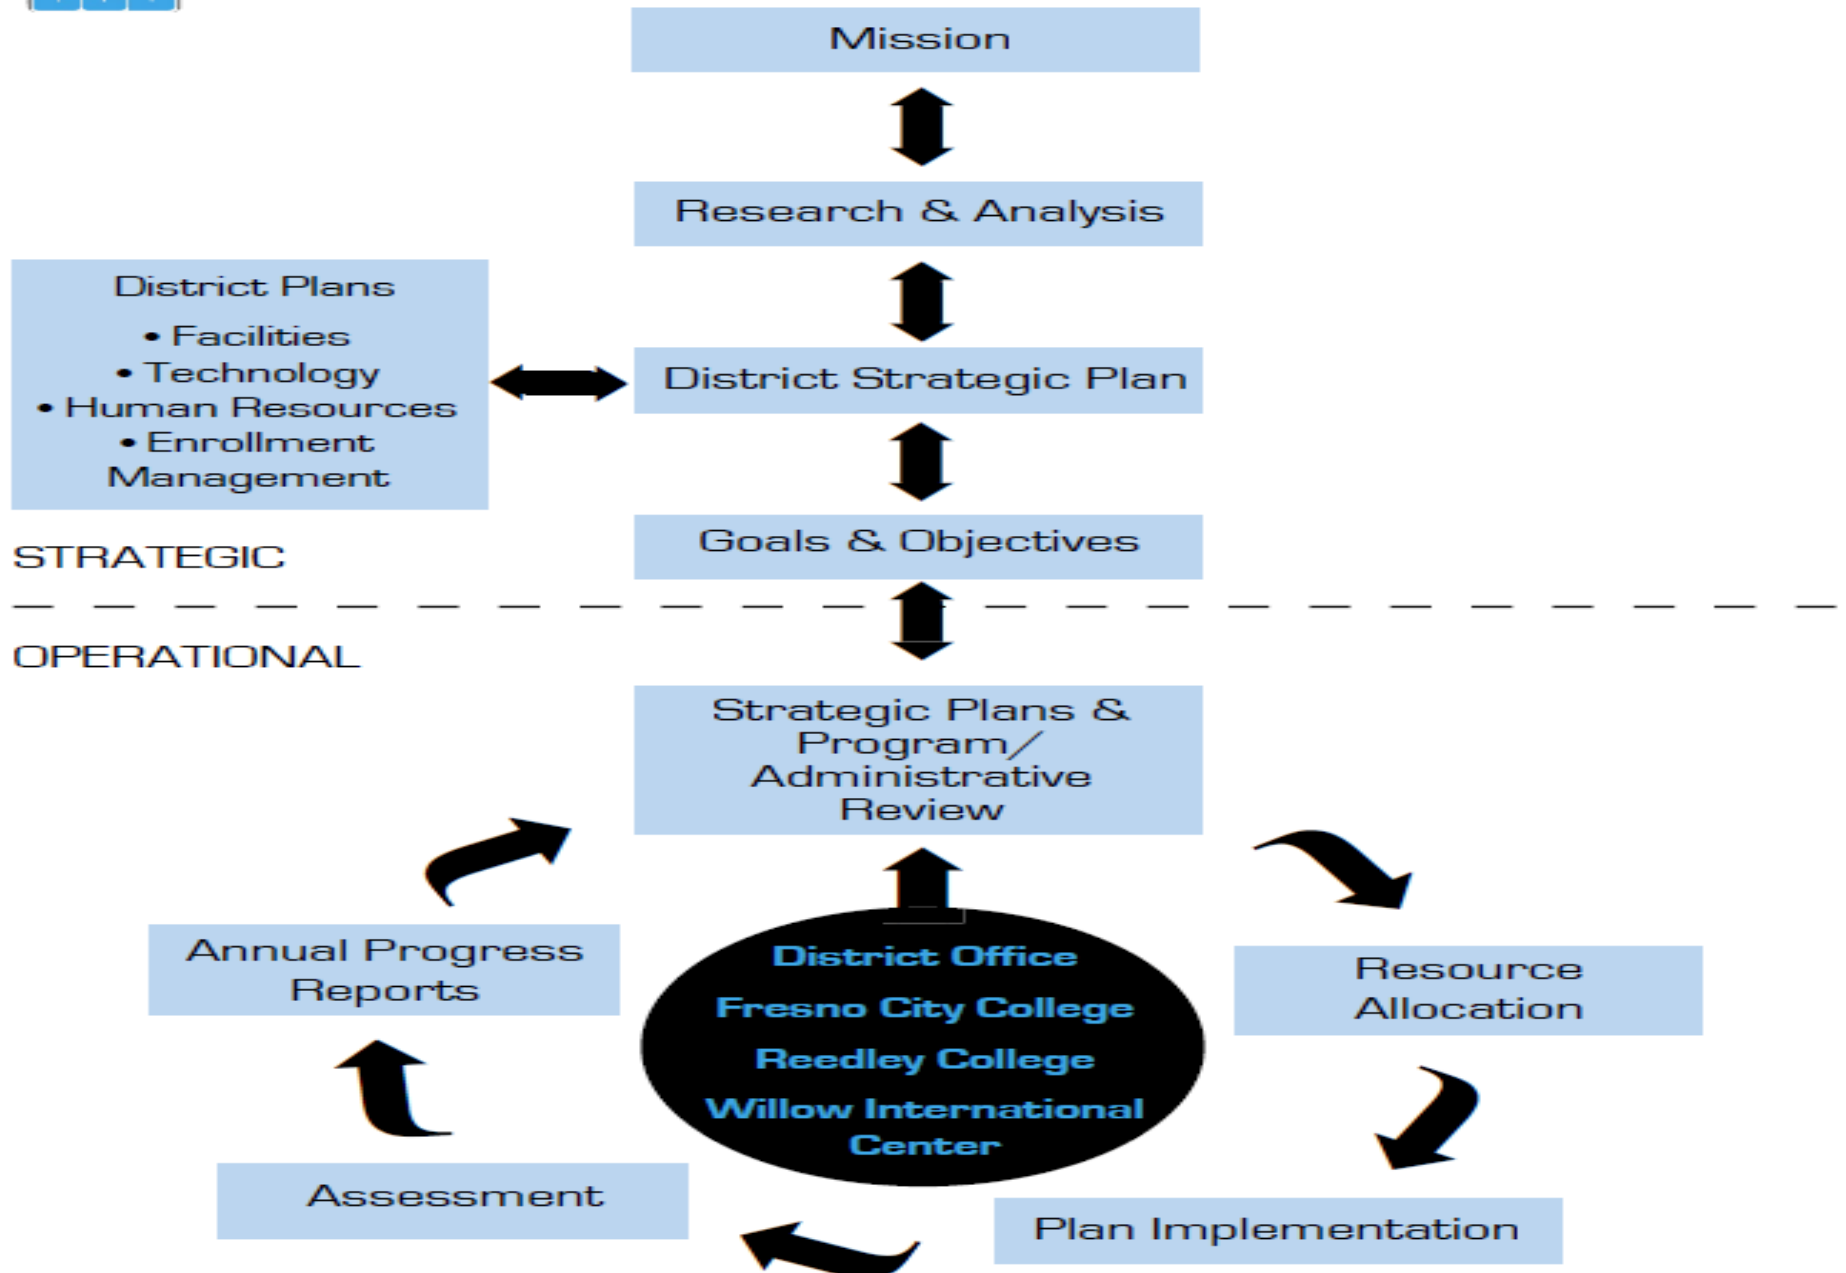 Mission
Research & Analysis
District Plans
• Facilities
• Technology
• Human Resources
• Enrollment
Management
District Strategic Plan
Goals & Objectives
STRATEGIC
OPERATIONAL
Strategic Plans &
Program/
Administrative
Review
Annual Progress
Reports
District Office
Fresno City College
Reedley College
Willow International
Center
Resource
Allocation
Assessment
Plan Implementation